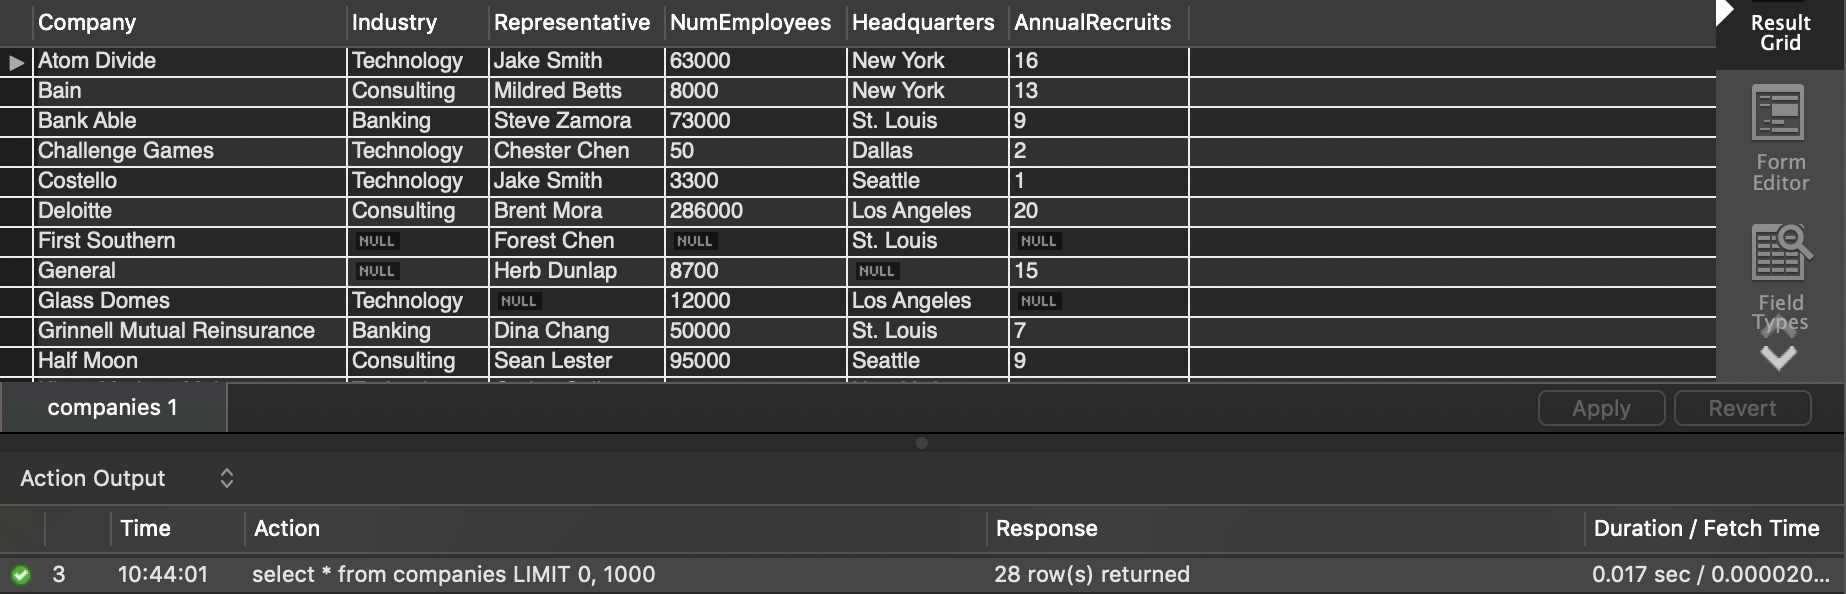 Company Industry Representative NumEmployees Headquarters AnnualRecruits
Atom Divide Technology Jake Smith 63000 New York 16
Bain Consulting Mildred Betts 8000 New York 13
Bank Able Banking Steve Zamora 73000 St. Louis 9
Challenge Games Technology Chester Chen 50 Dallas 2
Costello Technology Jake Smith 3300 Seattle 1
Deloitte Consulting Brent Mora 286000 Los Angeles 20
First Southern NULL Forest Chen NULL St. Louis NULL
General NULL Herb Dunlap 8700 NULL 15
Glass Domes Technology NULL 12000 Los Angeles NULL
Grinnell Mutual Reinsurance Banking Dina Chang 50000 St. Louis 7
Half Moon Consulting Sean Lester 95000 Seattle 9
Result
Grid
Form
Editor
Field
Types
companies 1
Apply Revert
Action Output
Time Action Response Duration / Fetch Time
3 10:44:01 select * from companies LIMIT 0, 1000 28 row(s) returned 0.017 sec / 0.000020...